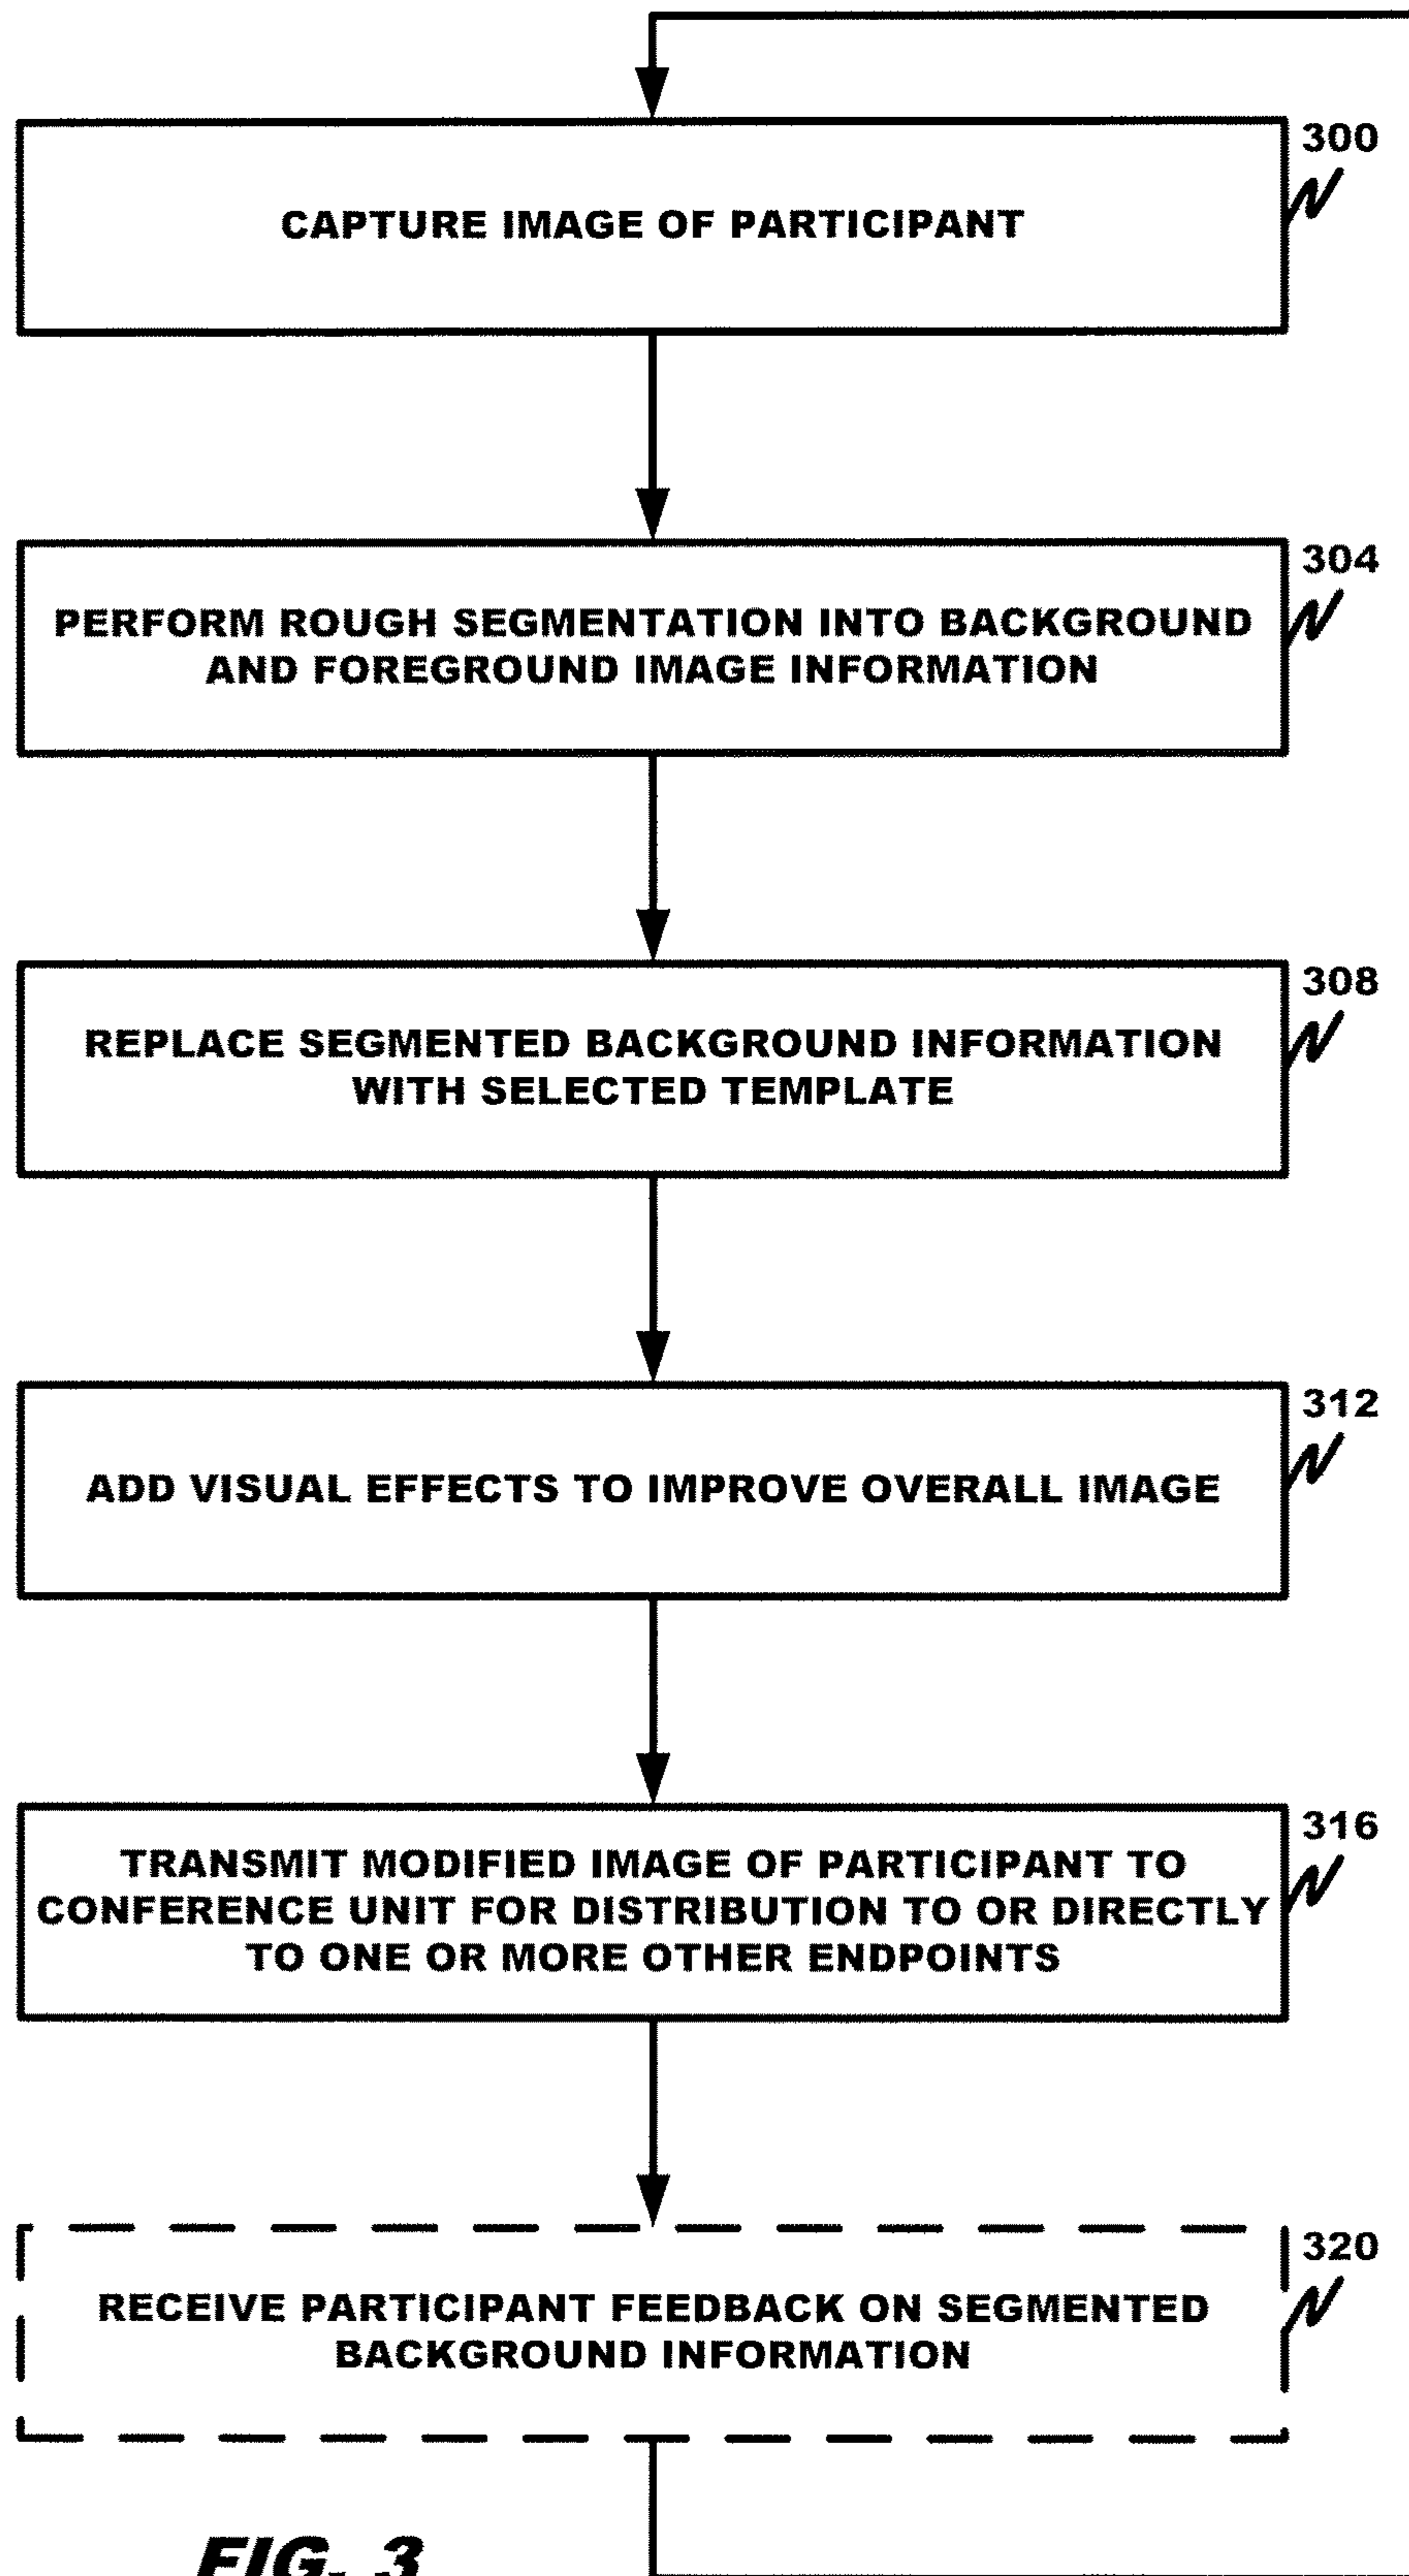 300
CAPTURE IMAGE OF PARTICIPANT
304
PERFORM ROUGH SEGMENTATION INTO BACKGROUND
AND FOREGROUND IMAGE INFORMATION
308
REPLACE SEGMENTED BACKGROUND INFORMATION
WITH SELECTED TEMPLATE
312
ADD VISUAL EFFECTS TO IMPROVE OVERALL IMAGE
316
TRANSMIT MODIFIED IMAGE OF PARTICIPANT TO
CONFERENCE UNIT FOR DISTRIBUTION TO OR DIRECTLY
TO ONE OR MORE OTHER ENDPOINTS
320
RECEIVE PARTICIPANT FEEDBACK ON SEGMENTED
BACKGROUND INFORMATION
FIG. 3